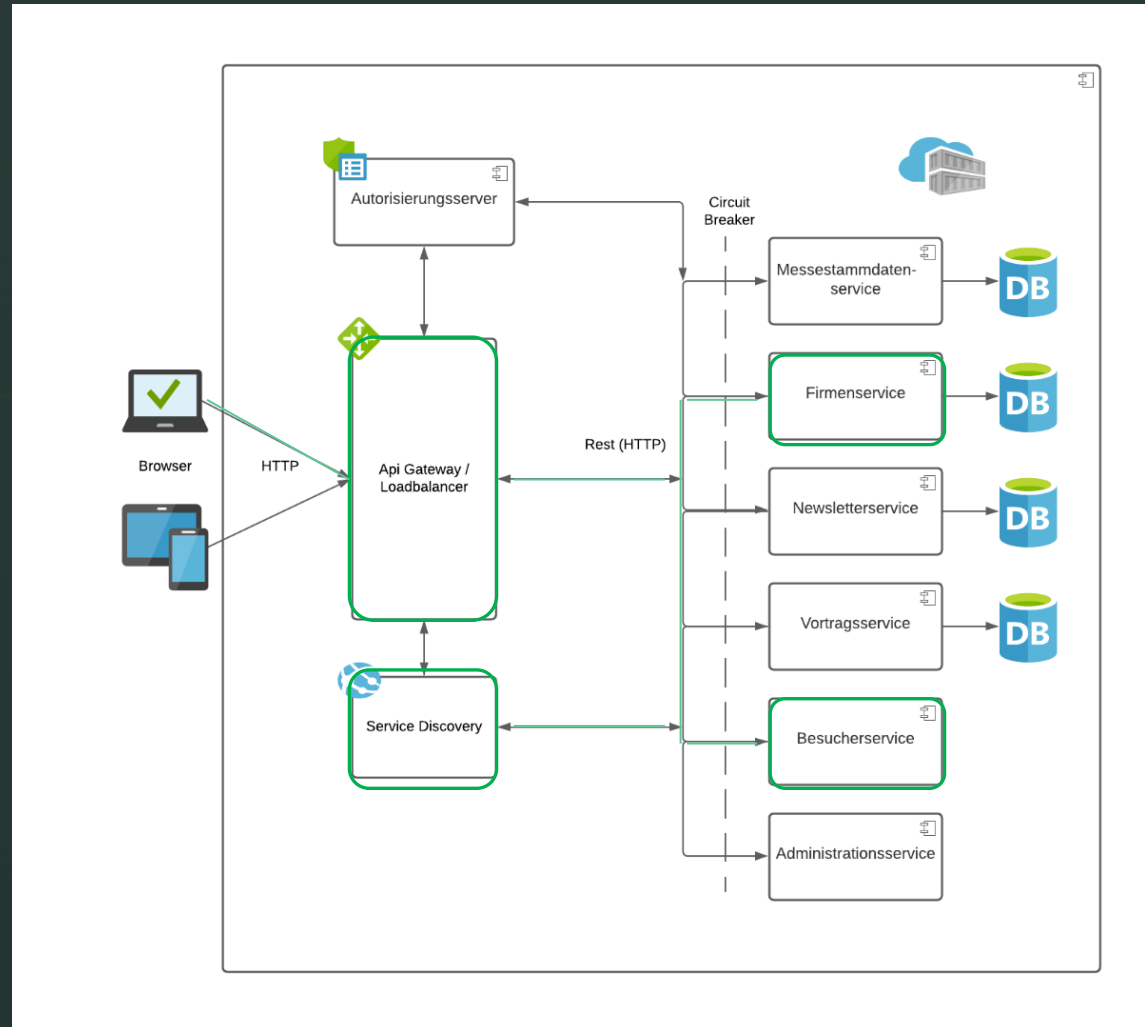 Autorisierungsserver
Circuit
Breaker
Messestammdaten-
service
DB
Firmenservice
DB
Browser
HTTP
Api Gateway /
Loadbalancer
Rest (HTTP)
Newsletterservice
DB
Vortragsservice
DB
Service Discovery
Besucherservice
Administrationsservice